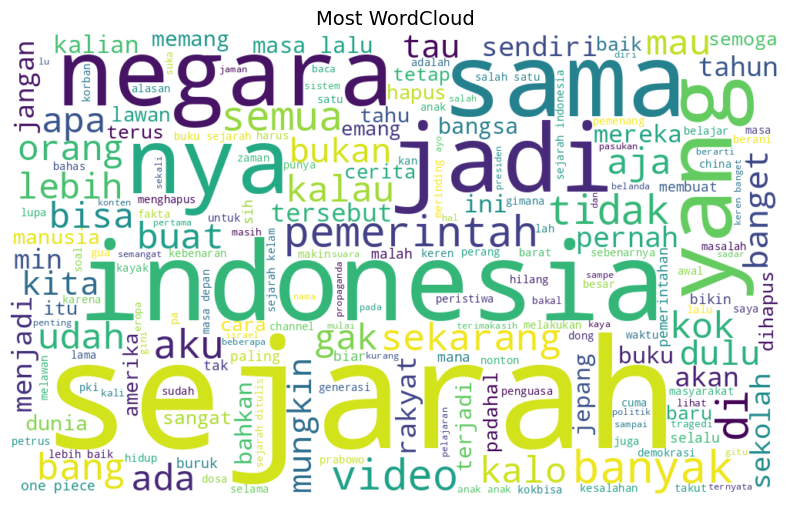 Most WordCloud
lu
suka
jaman
baca
adalah
diri
korban
alasan
sistem
salah satu
anak
salah
satu
kalian
memang
masa lalu
tau
sendiri
baik
mau
semoga
jangan
negara
sama
yang
tetap
hapus
tahun
apa
lawan
semua
tahu
bangsa
mereka
pemenang
belajar
masa
terus
buku sejarah
harus
emang
sejarah indonesia
berani
orang
bukan
cerita
kan
ayo
pasukan
aja
berarti
bahas
zaman
punya
presiden
china
membuat
nya
jadi
sekali
merinding
belanda
keren banget
lebih
menghapus
kalau
ini
gimana
dan
tidak
banget
lupa
konten
fakta
untuk
sih
tersebut
hal
bisa
pertama
buat
masih
pemerintah
lah
pernah
manusia
gua
semangat
kebenaran
sejarah kelam
makin
suara
malah
keren
perang
barat
sebenarnya
masalah
sadar
min
soal
kayak
indonesia
hilang
sampe
awal
dihapus
kita
karena
eropa
masa depan
propaganda
peristiwa
bakal
besar
pemerintahan
lalu
saya
itu
nama
pada
bikin
menjadi
udah
penting
gini
pa
cara
israel
beberapa
channel
mulai
terimakasih
melakukan
kaya
waktu
kok
lama
aku
gak
sekarang
dong
melawan
amerika
paling
biar
kurang
mana
nonton
buku
dulu
pki
kali
sudah
tak
generasi
penguasa
akan
masyarakat
sejarah
petrus
sangat
bahkan
sejarah ditulis
mungkin
rakyat
terjadi
padahal
jepang
cuma
lihat
baru
sekolah
dunia
pelajaran
politik
sampai
tragedi
di
juga
selalu
lebih baik
hidup
buruk
prabowo
demokrasi
gitu
bang
ada
video
kalo
banyak
one piece
dosa
selama
anak anak
kokbisa
kesalahan
takut
ternyata